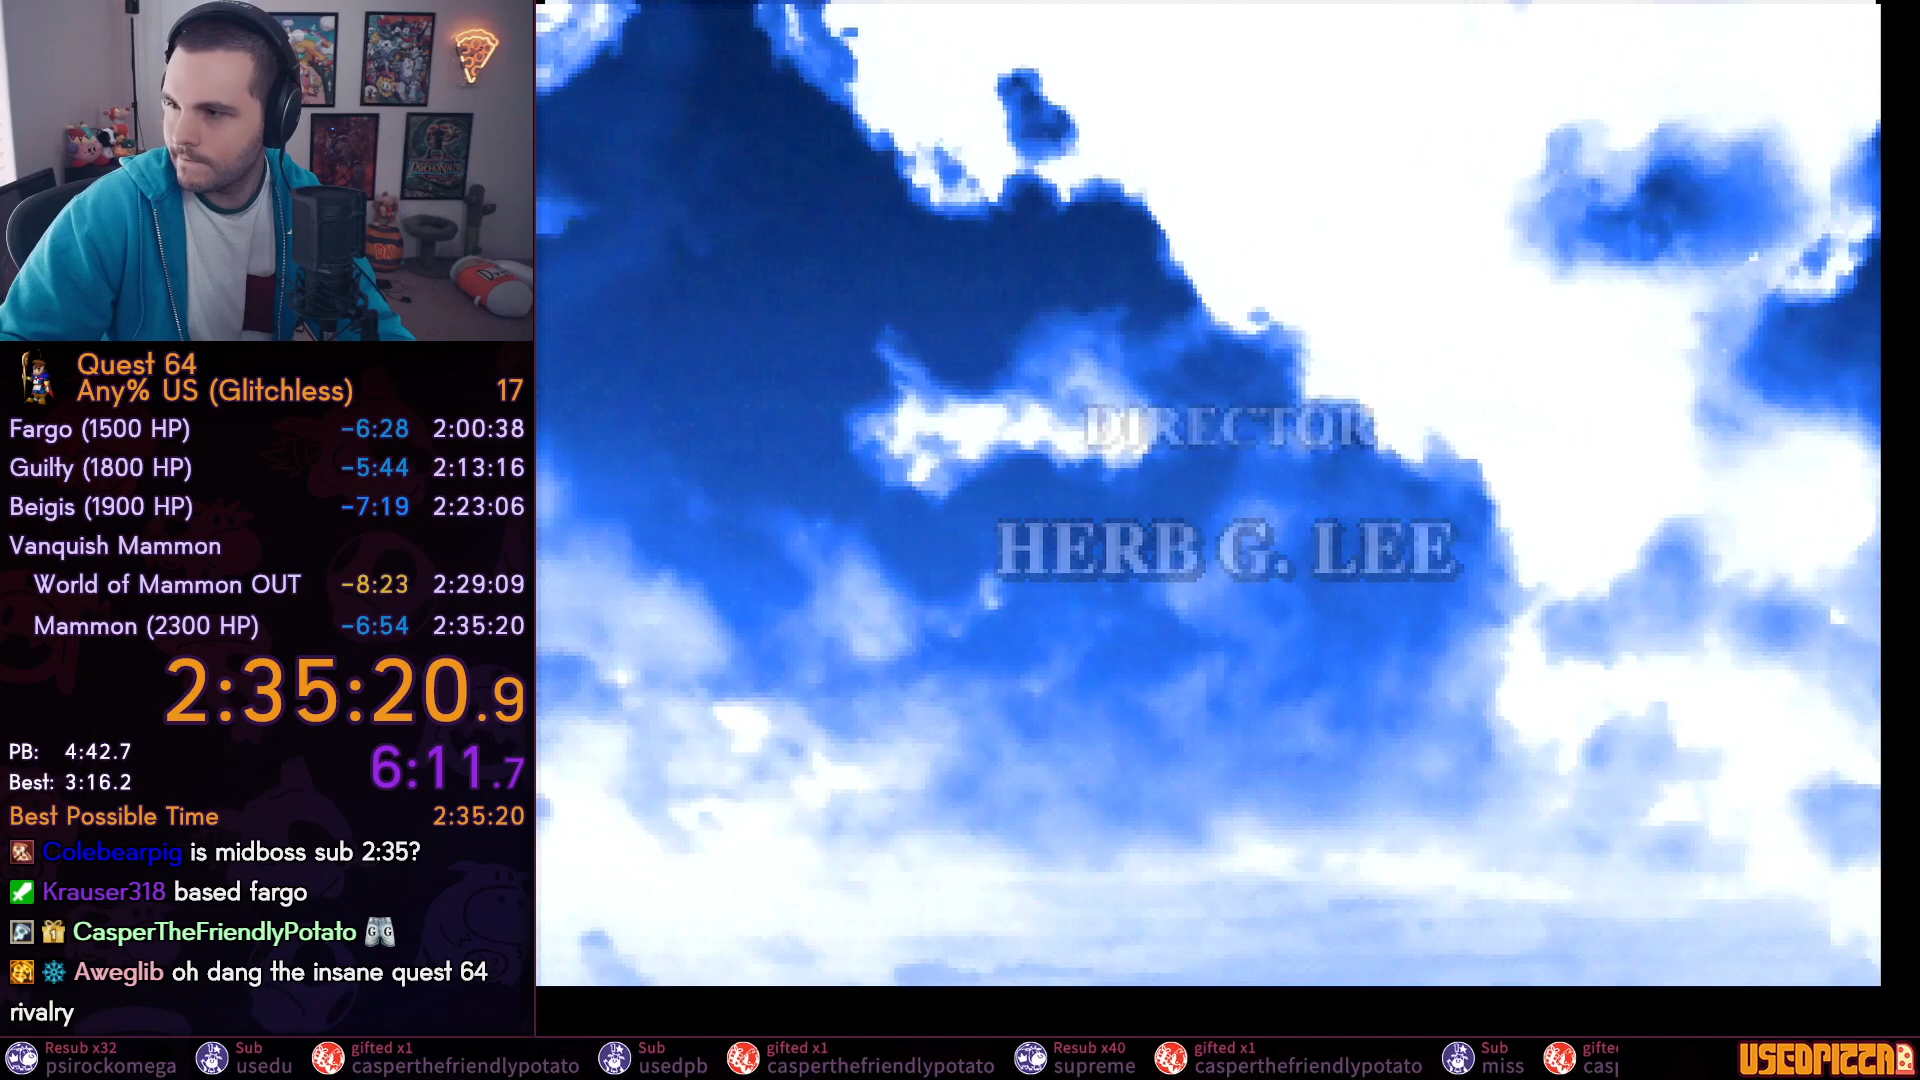 Quest 64
Any% US (Glitchless) 17
Fargo (1500 HP) -6:28 2:00:38
Guilty (1800 HP) -5:44 2:13:16
Beigis (1900 HP) -7:19 2:23:06
Vanquish Mammon
World of Mammon OUT -8:23 2:29:09
Mammon (2300 HP) -6:54 2:35:20
2:35:20.9
PB: 4:42.7
6:11.7
Best: 3:16.2
Best Possible Time 2:35:20
Colebearpig is midboss sub 2:35?
Krauser318 based fargo
CasperTheFriendlyPotato GG
Aweglib oh dang the insane quest 64
rivalry
DIRECTOR
HERB G. LEE
Resub x32
psirockomega
Sub
usedu
gifted x1
casperthefriendlypotato
Sub
usedpb
gifted x1
casperthefriendlypotato
Resub x40
supreme
gifted x1
casperthefriendlypotato
Sub
miss
gifte
casp
USEDPIZZA